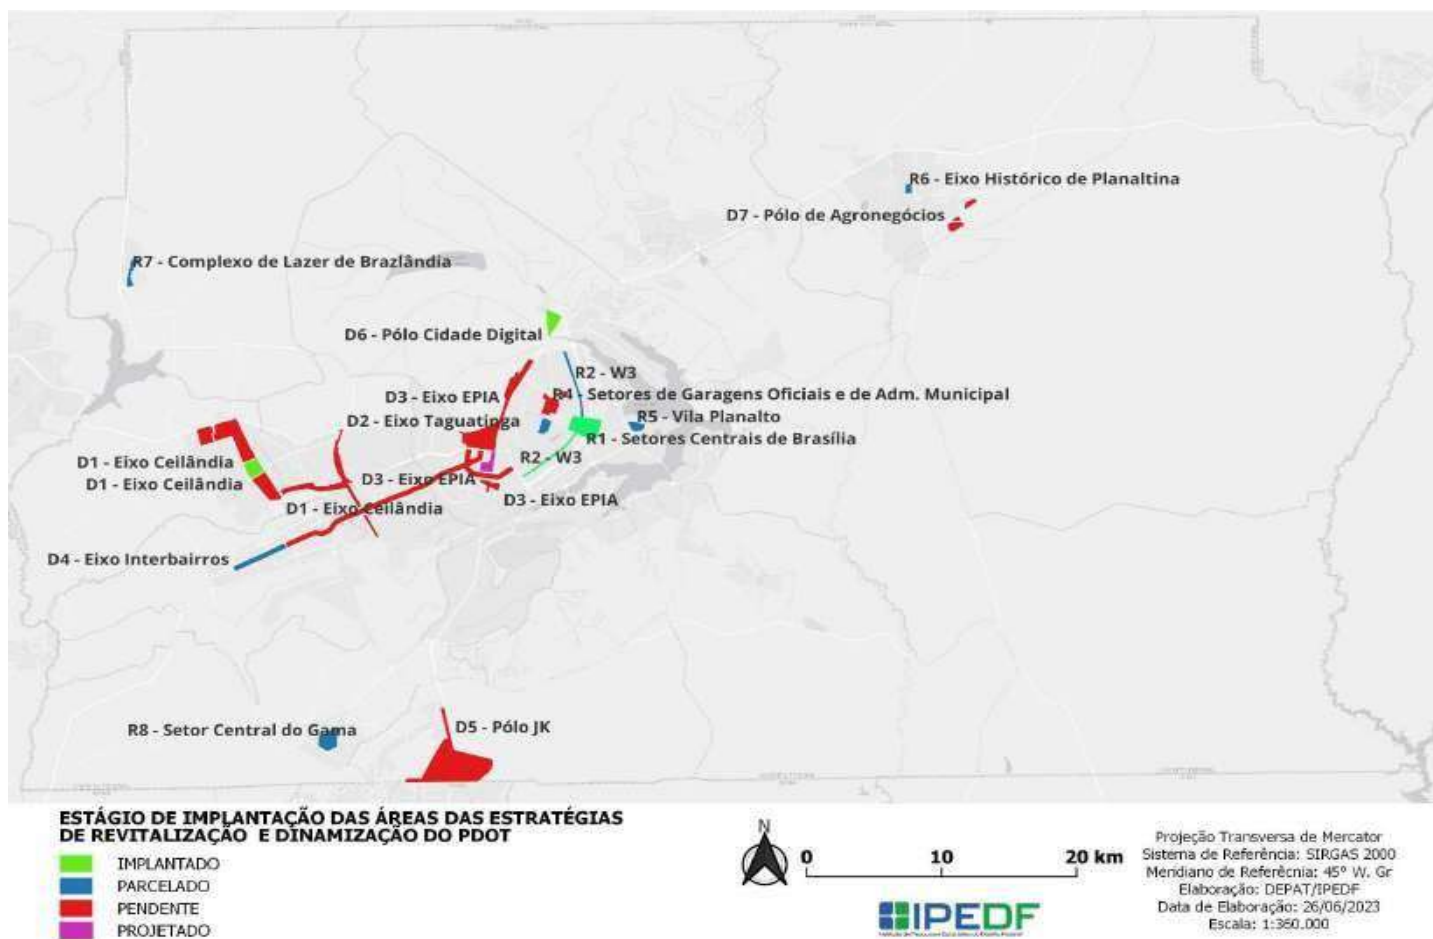 R6 - Eixo Histórico de Planaltina
D7 - Pólo de Agronegócios
R7 - Complexo de Lazer de Brazlândia
D6 - Pólo Cidade Digital
R2 - W3
D3 - Eixo EPIA
R4 - Setores de Garagens Oficiais e de Adm. Municipal
D2 - Eixo Taguatinga
R5 - Vila Planalto
R1 - Setores Centrais de Brasília
D1 - Eixo Ceilândia
R2 - W3
D1 - Eixo Ceilândia
D3 - Eixo EPIA
D3 - Eixo EPIA
D1 - Eixo Ceilândia
D4 - Eixo Interbairros
R8 - Setor Central do Gama
D5 - Pólo JK
ESTÁGIO DE IMPLANTAÇÃO DAS ÁREAS DAS ESTRATÉGIAS
DE REVITALIZAÇÃO E DINAMIZAÇÃO DO PDOT
IMPLANTADO
PARCELADO
PENDENTE
PROJETADO
N
0 10 20 km
IPEDF
Projeção Transversa de Mercator
Sistema de Referência: SIRGAS 2000
Meridiano de Referêcnia: 45° W. Gr
Elaboração: DEPAT/IPEDF
Data de Elaboração: 26/06/2023
Escala: 1:360.000